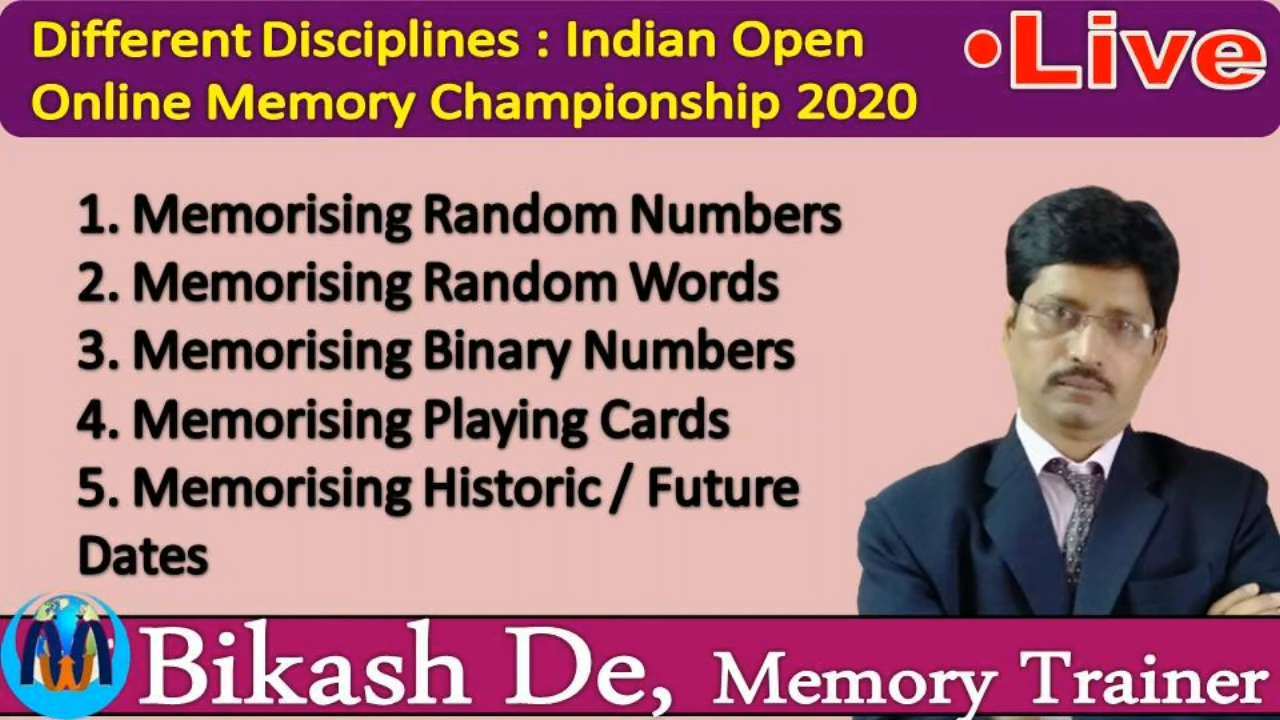 Different Disciplines : Indian Open
Online Memory Championship 2020
Live
1. Memorising Random Numbers
2. Memorising Random Words
3. Memorising Binary Numbers
4. Memorising Playing Cards
5. Memorising Historic / Future
Dates
Bikash De, Memory Trainer